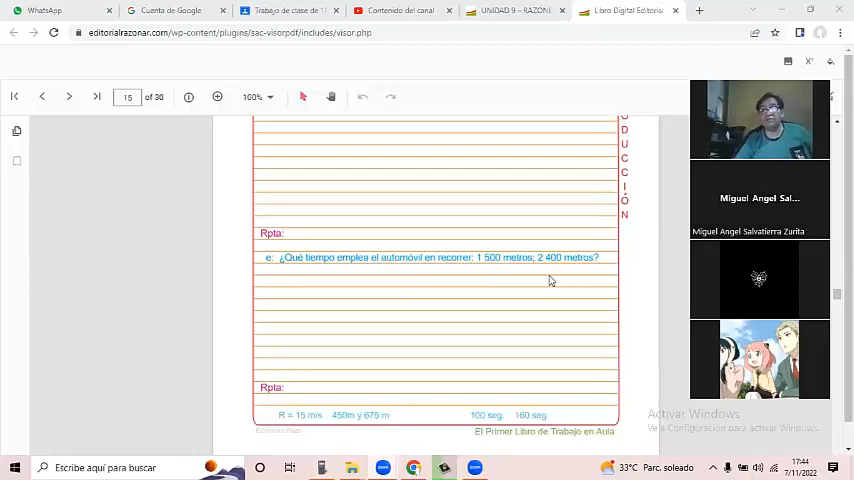 WhatsApp
Cuenta de Google
Trabajo de clase de 1
Contenido del canal
UNIDAD 9 – RAZONE
Libro Digital Editorial
editorialrazonar.com/wp-content/plugins/sac-visorpdf/includes/visor.php
15 of 30
100%
U
C
C
I
Ó
N
Rpta:
e: ¿Qué tiempo emplea el automóvil en recorrer: 1 500 metros; 2 400 metros?
Rpta:
R = 15 m/s 450m y 675 m 100 seg. 160 seg.
El Primer Libro de Trabajo en Aula
Miguel Angel Sal...
Miguel Angel Salvatierra Zurita
Activar Windows
Ve a Configuración para activar Windows.
Escribe aquí para buscar
zoom
zoom
33°C Parc. soleado
17:44
7/11/2022